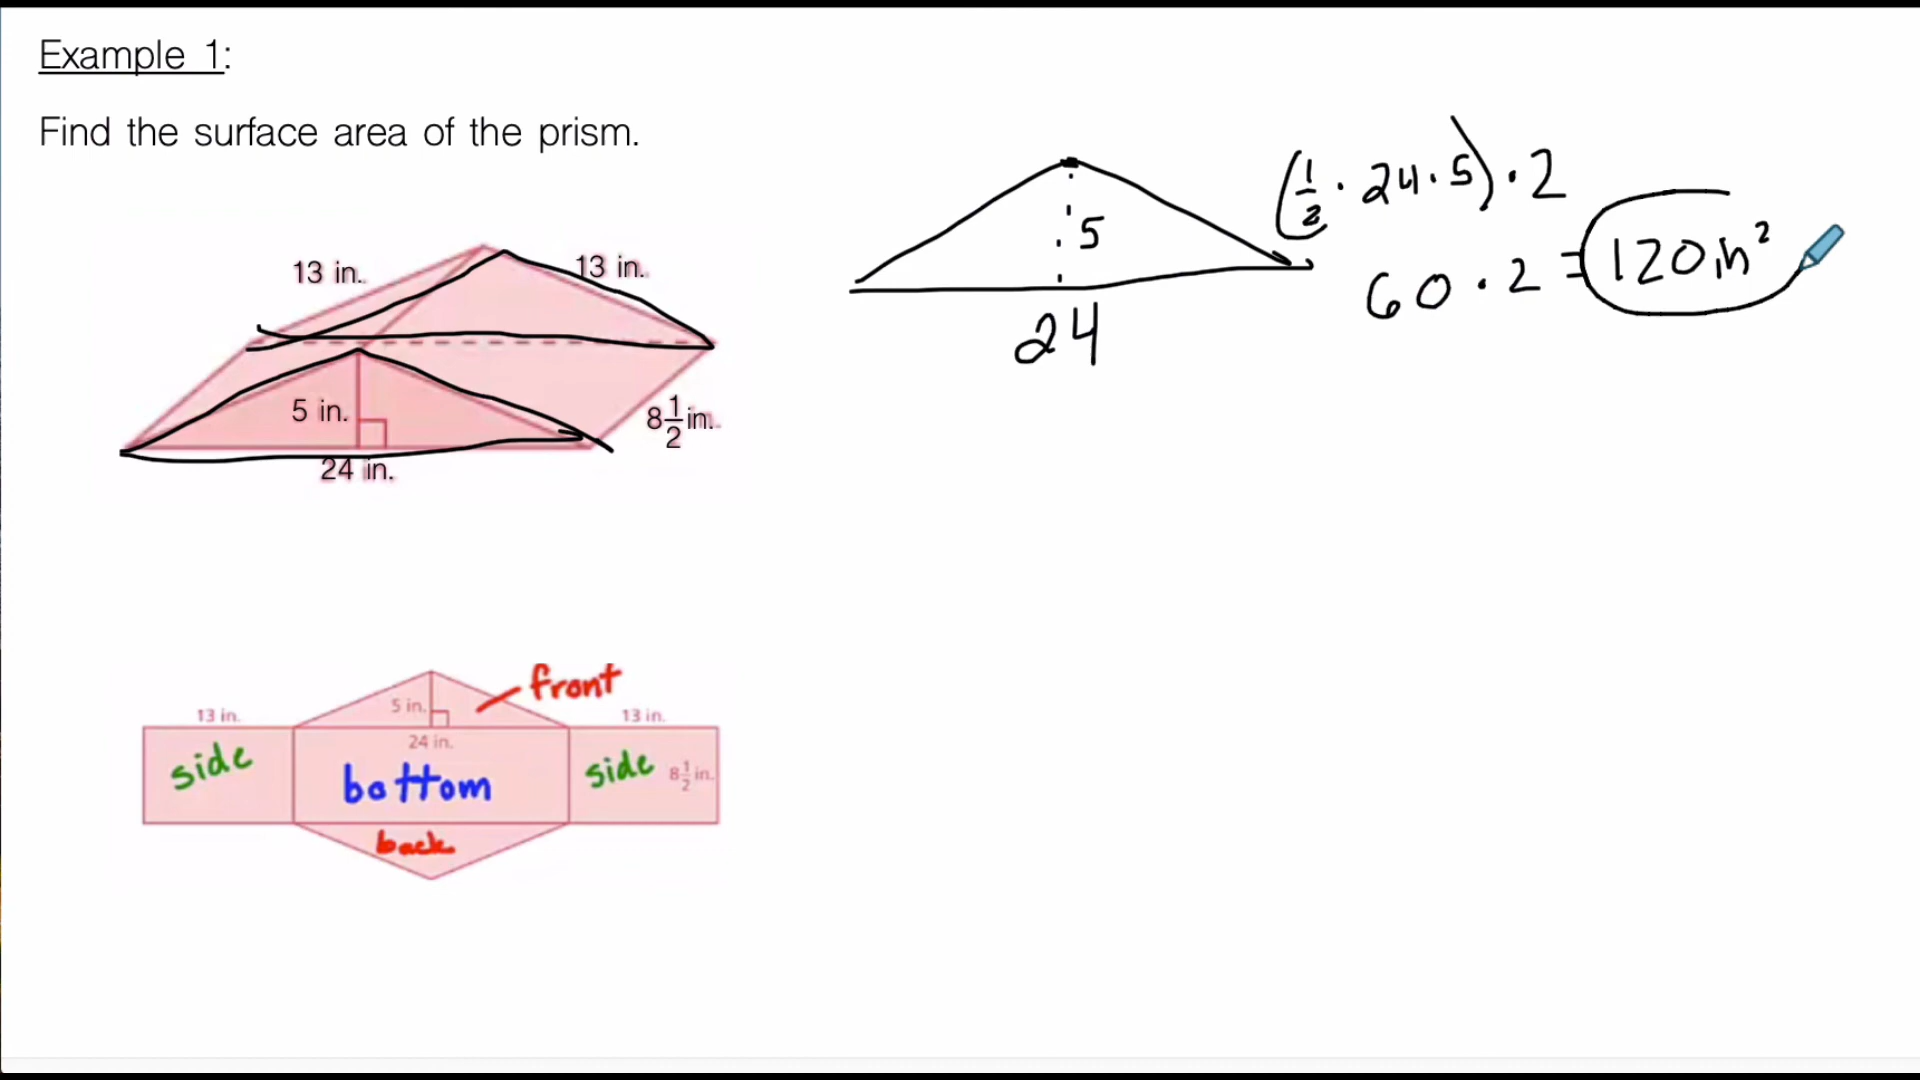 Example 1:
Find the surface area of the prism.
13 in.
13 in.
5 in.
8 1/2 in.
24 in.
5
24
(1/2 · 24 · 5) · 2
60 · 2 = 120 in²
front
5 in.
13 in.
13 in.
24 in.
side
bottom
side
8 1/2 in.
back